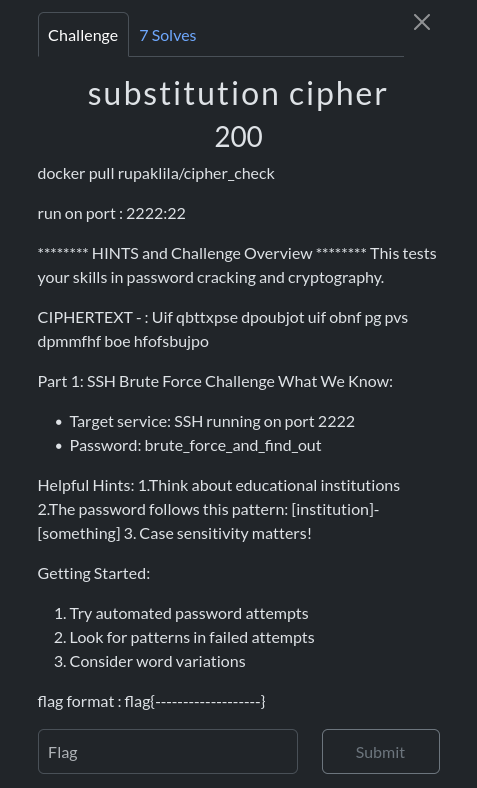 Challenge
7 Solves
substitution cipher
200
docker pull rupaklila/cipher_check
run on port : 2222:22
******** HINTS and Challenge Overview ******** This tests
your skills in password cracking and cryptography.
CIPHERTEXT - : Uif qbttxpse dpoubjot uif obnf pg pvs
dpmmfhf boe hfofsbujpo
Part 1: SSH Brute Force Challenge What We Know:
• Target service: SSH running on port 2222
• Password: brute_force_and_find_out
Helpful Hints: 1.Think about educational institutions
2.The password follows this pattern: [institution]-
[something] 3. Case sensitivity matters!
Getting Started:
1. Try automated password attempts
2. Look for patterns in failed attempts
3. Consider word variations
flag format : flag{-------------------}
Flag
Submit